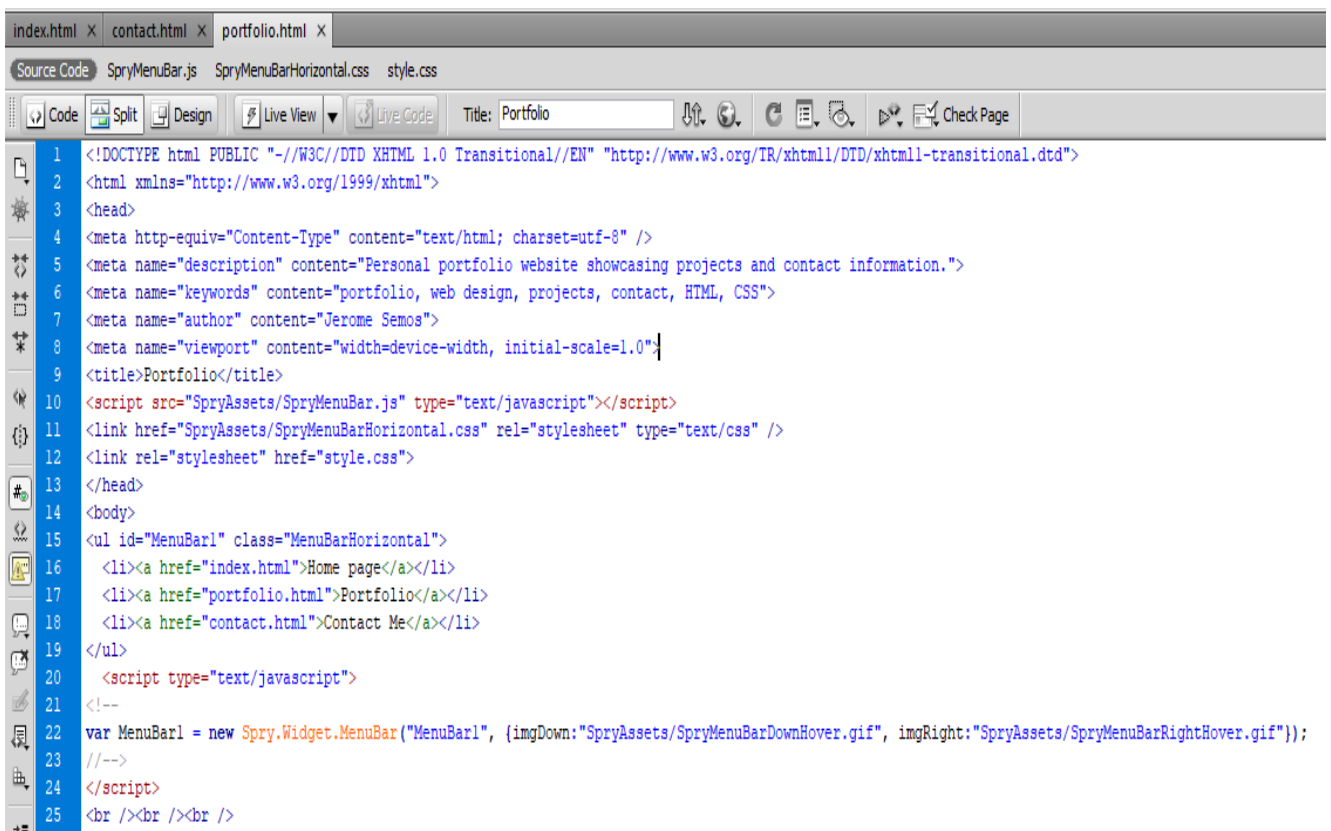 index.html × contact.html × portfolio.html ×
Source Code SpryMenuBar.js SpryMenuBarHorizontal.css style.css
Code Split Design Live View Live Code Title: Portfolio Check Page
1 <!DOCTYPE html PUBLIC "-//W3C//DTD XHTML 1.0 Transitional//EN" "http://www.w3.org/TR/xhtml1/DTD/xhtml1-transitional.dtd">
2 <html xmlns="http://www.w3.org/1999/xhtml">
3 <head>
4 <meta http-equiv="Content-Type" content="text/html; charset=utf-8" />
5 <meta name="description" content="Personal portfolio website showcasing projects and contact information.">
6 <meta name="keywords" content="portfolio, web design, projects, contact, HTML, CSS">
7 <meta name="author" content="Jerome Semos">
8 <meta name="viewport" content="width=device-width, initial-scale=1.0">
9 <title>Portfolio</title>
10 <script src="SpryAssets/SpryMenuBar.js" type="text/javascript"></script>
11 <link href="SpryAssets/SpryMenuBarHorizontal.css" rel="stylesheet" type="text/css" />
12 <link rel="stylesheet" href="style.css">
13 </head>
14 <body>
15 <ul id="MenuBar1" class="MenuBarHorizontal">
16 <li><a href="index.html">Home page</a></li>
17 <li><a href="portfolio.html">Portfolio</a></li>
18 <li><a href="contact.html">Contact Me</a></li>
19 </ul>
20 <script type="text/javascript">
21 <!--
22 var MenuBar1 = new Spry.Widget.MenuBar("MenuBar1", {imgDown:"SpryAssets/SpryMenuBarDownHover.gif", imgRight:"SpryAssets/SpryMenuBarRightHover.gif"});
23 //-->
24 </script>
25 <br /><br /><br />